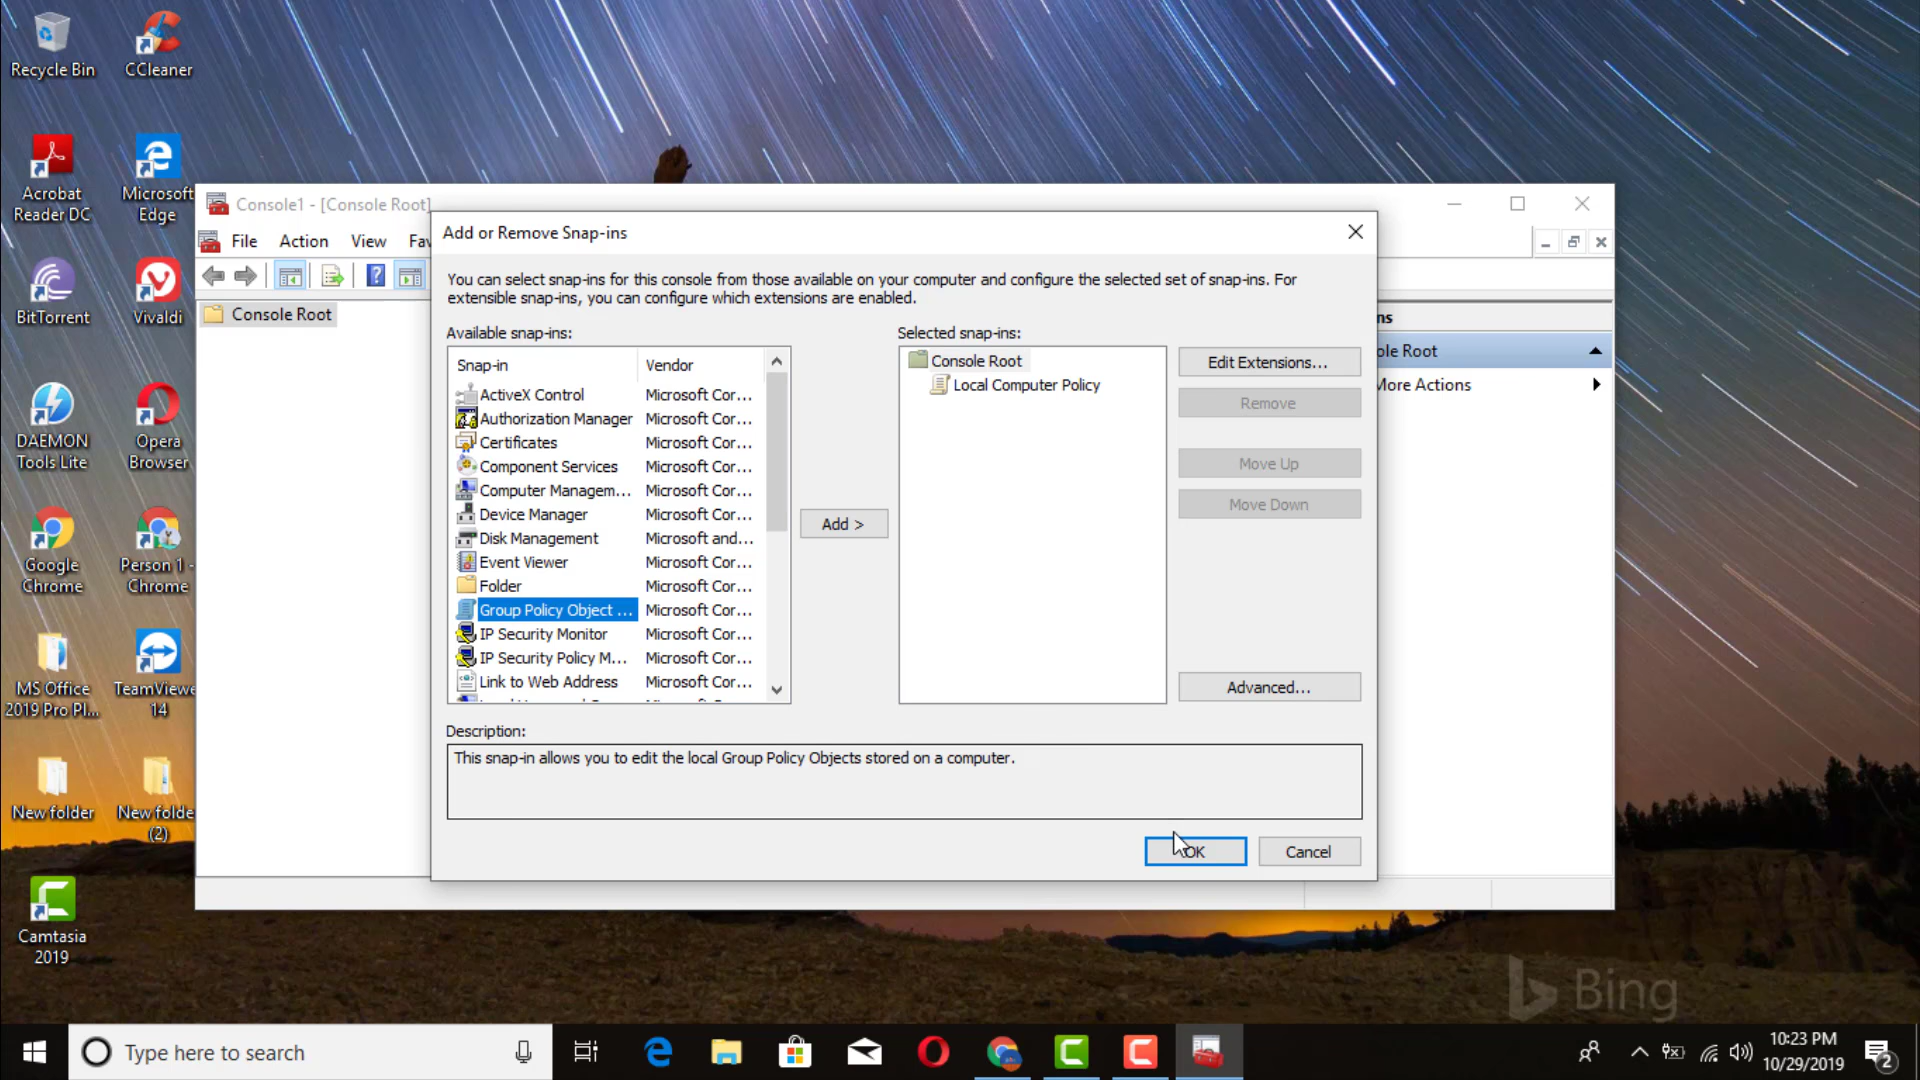 Recycle Bin
CCleaner
Acrobat
Reader DC
Microsoft
Edge
BitTorrent
Vivaldi
DAEMON
Tools Lite
Opera
Browser
Google
Chrome
Person 1 -
Chrome
MS Office
2019 Pro Pl...
TeamViewe
14
New folder
New folde
(2)
Camtasia
2019
Console1 - [Console Root]
File
Action
View
Fav
Console Root
Add or Remove Snap-ins
You can select snap-ins for this console from those available on your computer and configure the selected set of snap-ins. For
extensible snap-ins, you can configure which extensions are enabled.
Available snap-ins:
Snap-in Vendor
ActiveX Control Microsoft Cor...
Authorization Manager Microsoft Cor...
Certificates Microsoft Cor...
Component Services Microsoft Cor...
Computer Managem... Microsoft Cor...
Device Manager Microsoft Cor...
Disk Management Microsoft and...
Event Viewer Microsoft Cor...
Folder Microsoft Cor...
Group Policy Object ... Microsoft Cor...
IP Security Monitor Microsoft Cor...
IP Security Policy M... Microsoft Cor...
Link to Web Address Microsoft Cor...
Add >
Selected snap-ins:
Console Root
Local Computer Policy
Edit Extensions...
Remove
Move Up
Move Down
Advanced...
Description:
This snap-in allows you to edit the local Group Policy Objects stored on a computer.
OK
Cancel
ns
ole Root
More Actions
Bing
Type here to search
10:23 PM
10/29/2019
2